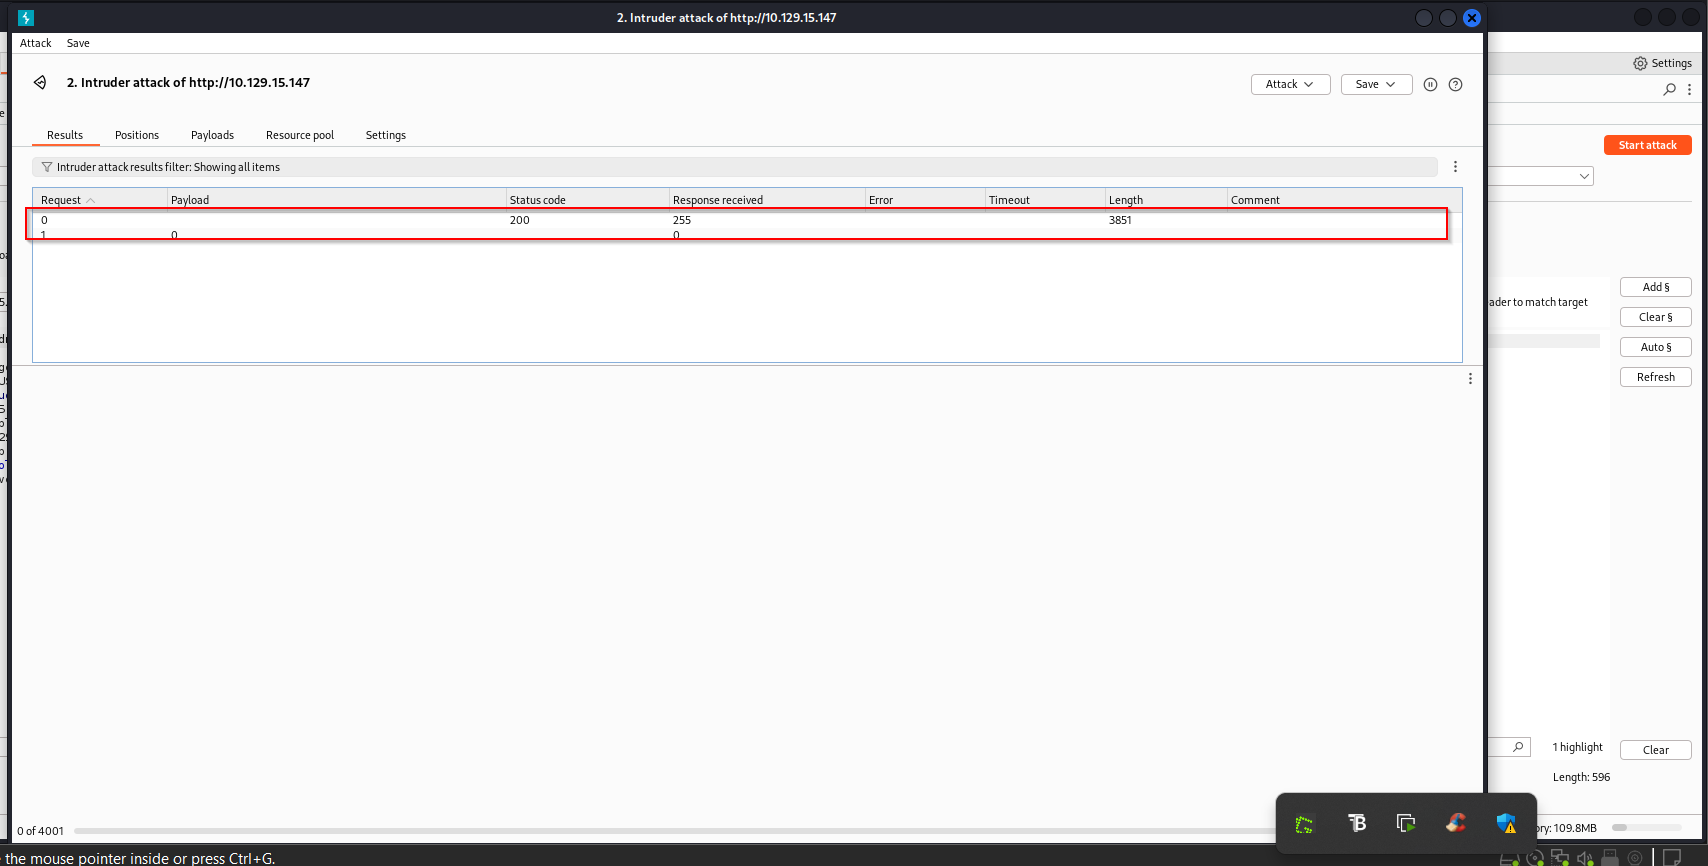 2. Intruder attack of http://10.129.15.147
Attack Save
Settings
2. Intruder attack of http://10.129.15.147
Attack Save
Results Positions Payloads Resource pool Settings
Start attack
Intruder attack results filter: Showing all items
Request Payload Status code Response received Error Timeout Length Comment
0 200 255 3851
1 0 0
Add §
ader to match target
Clear §
Auto §
Refresh
1 highlight
Clear
Length: 596
0 of 4001
ory: 109.8MB
the mouse pointer inside or press Ctrl+G.